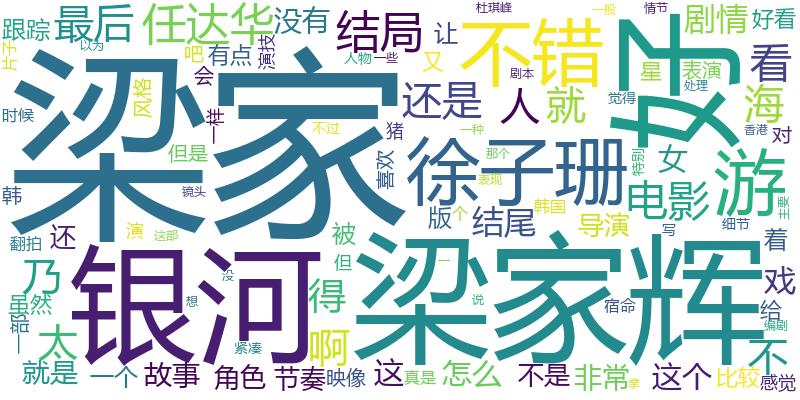 杜琪峰
一般
情节
跟踪
最后
任达华
没有
结局
让
不错
好
剧情
好看
以为
吧
有点
演技
人物
一些
又
星
表演
看
片子
会
风格
剧本
处理
梁家
还是
人
就
觉得
海
时候
一样
不过
猪
一种
香港
对
但是
喜欢
徐子珊
那个
特别
女
游
韩
镜头
表现
电影
主要
还
演
这部
被
版
个
结尾
韩国
导演
写
细节
着
翻拍
乃
银河
没
但
梁家辉
戏
虽然
想
得
一
说
宿命
给
一部
太
紧凑
啊
不
编剧
就是
一个
故事
角色
节奏
映像
这
真是
怎么
不是
非常
拿
这个
比较
感觉